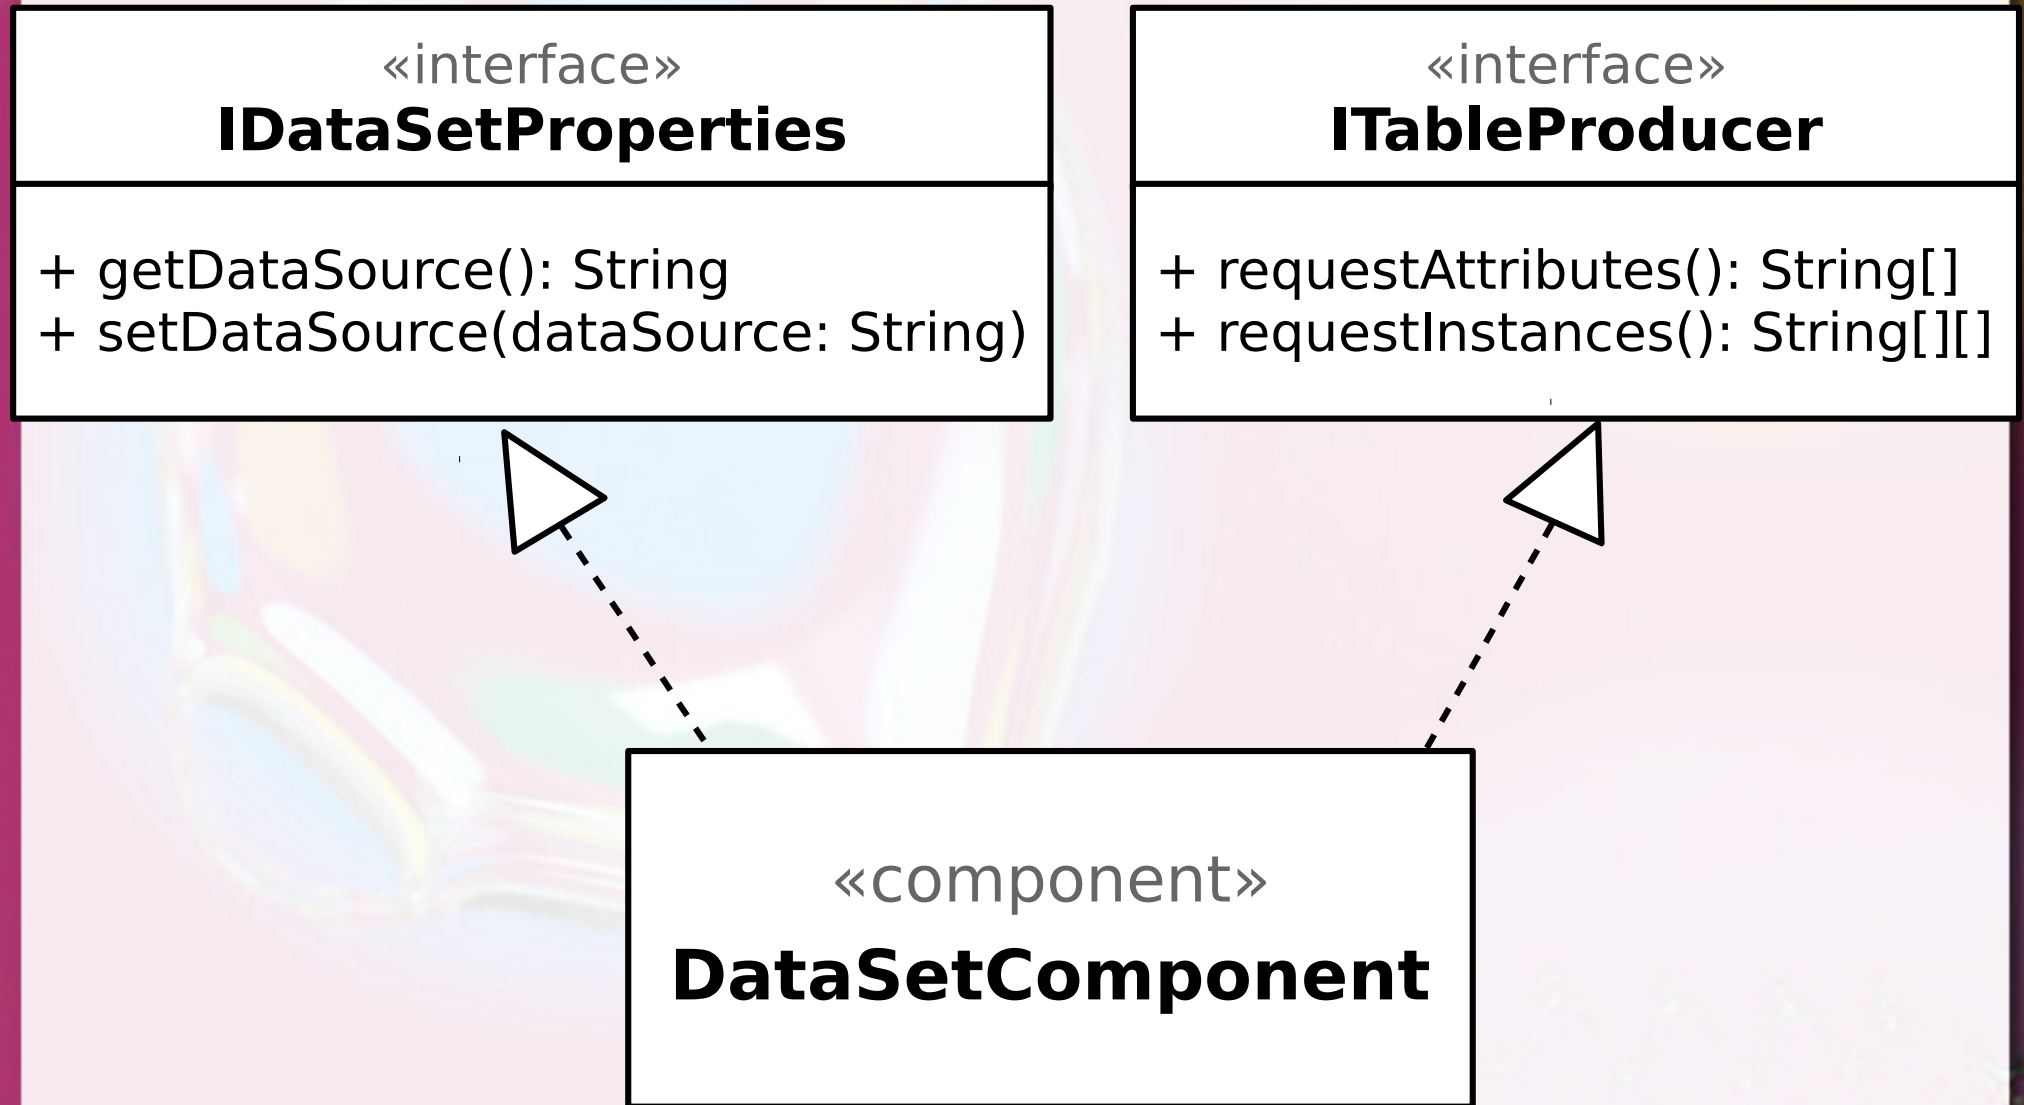 «interface»
IDataSetProperties
+ getDataSource(): String
+ setDataSource(dataSource: String)
«interface»
ITableProducer
+ requestAttributes(): String[]
+ requestInstances(): String[][]
«component»
DataSetComponent